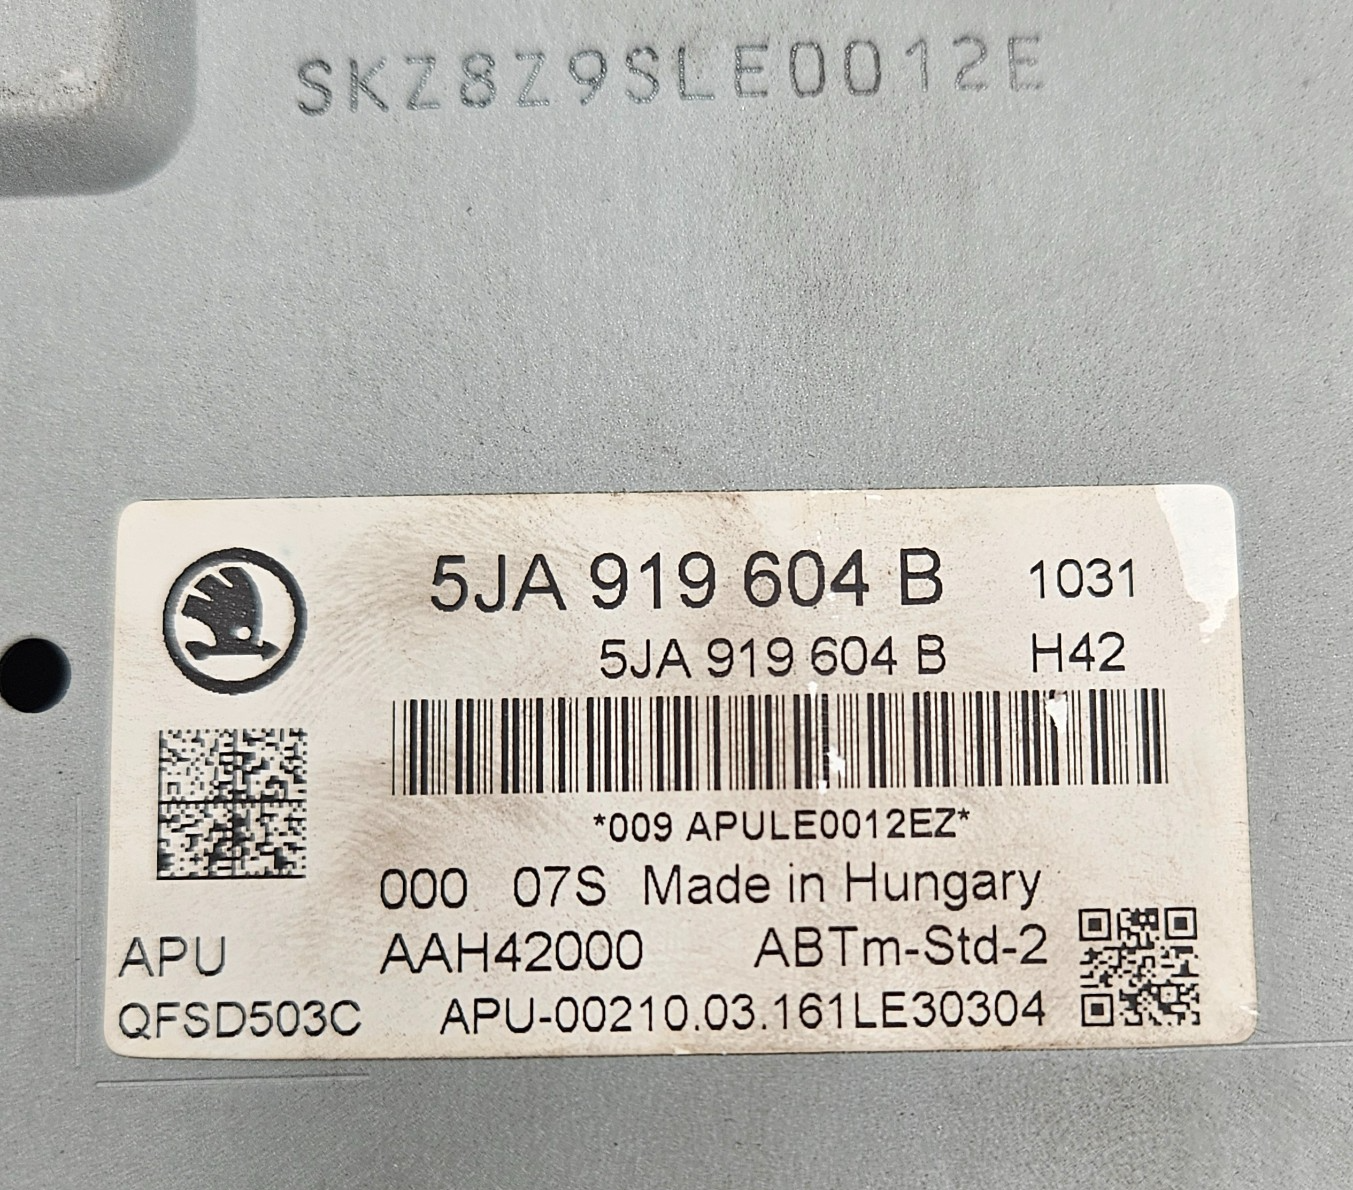 SKZ8Z9SLE0012E
5JA 919 604 B 1031
5JA 919 604 B H42
*009 APULE0012EZ*
000 07S Made in Hungary
APU AAH42000 ABTm-Std-2
QFSD503C APU-00210.03.161LE30304